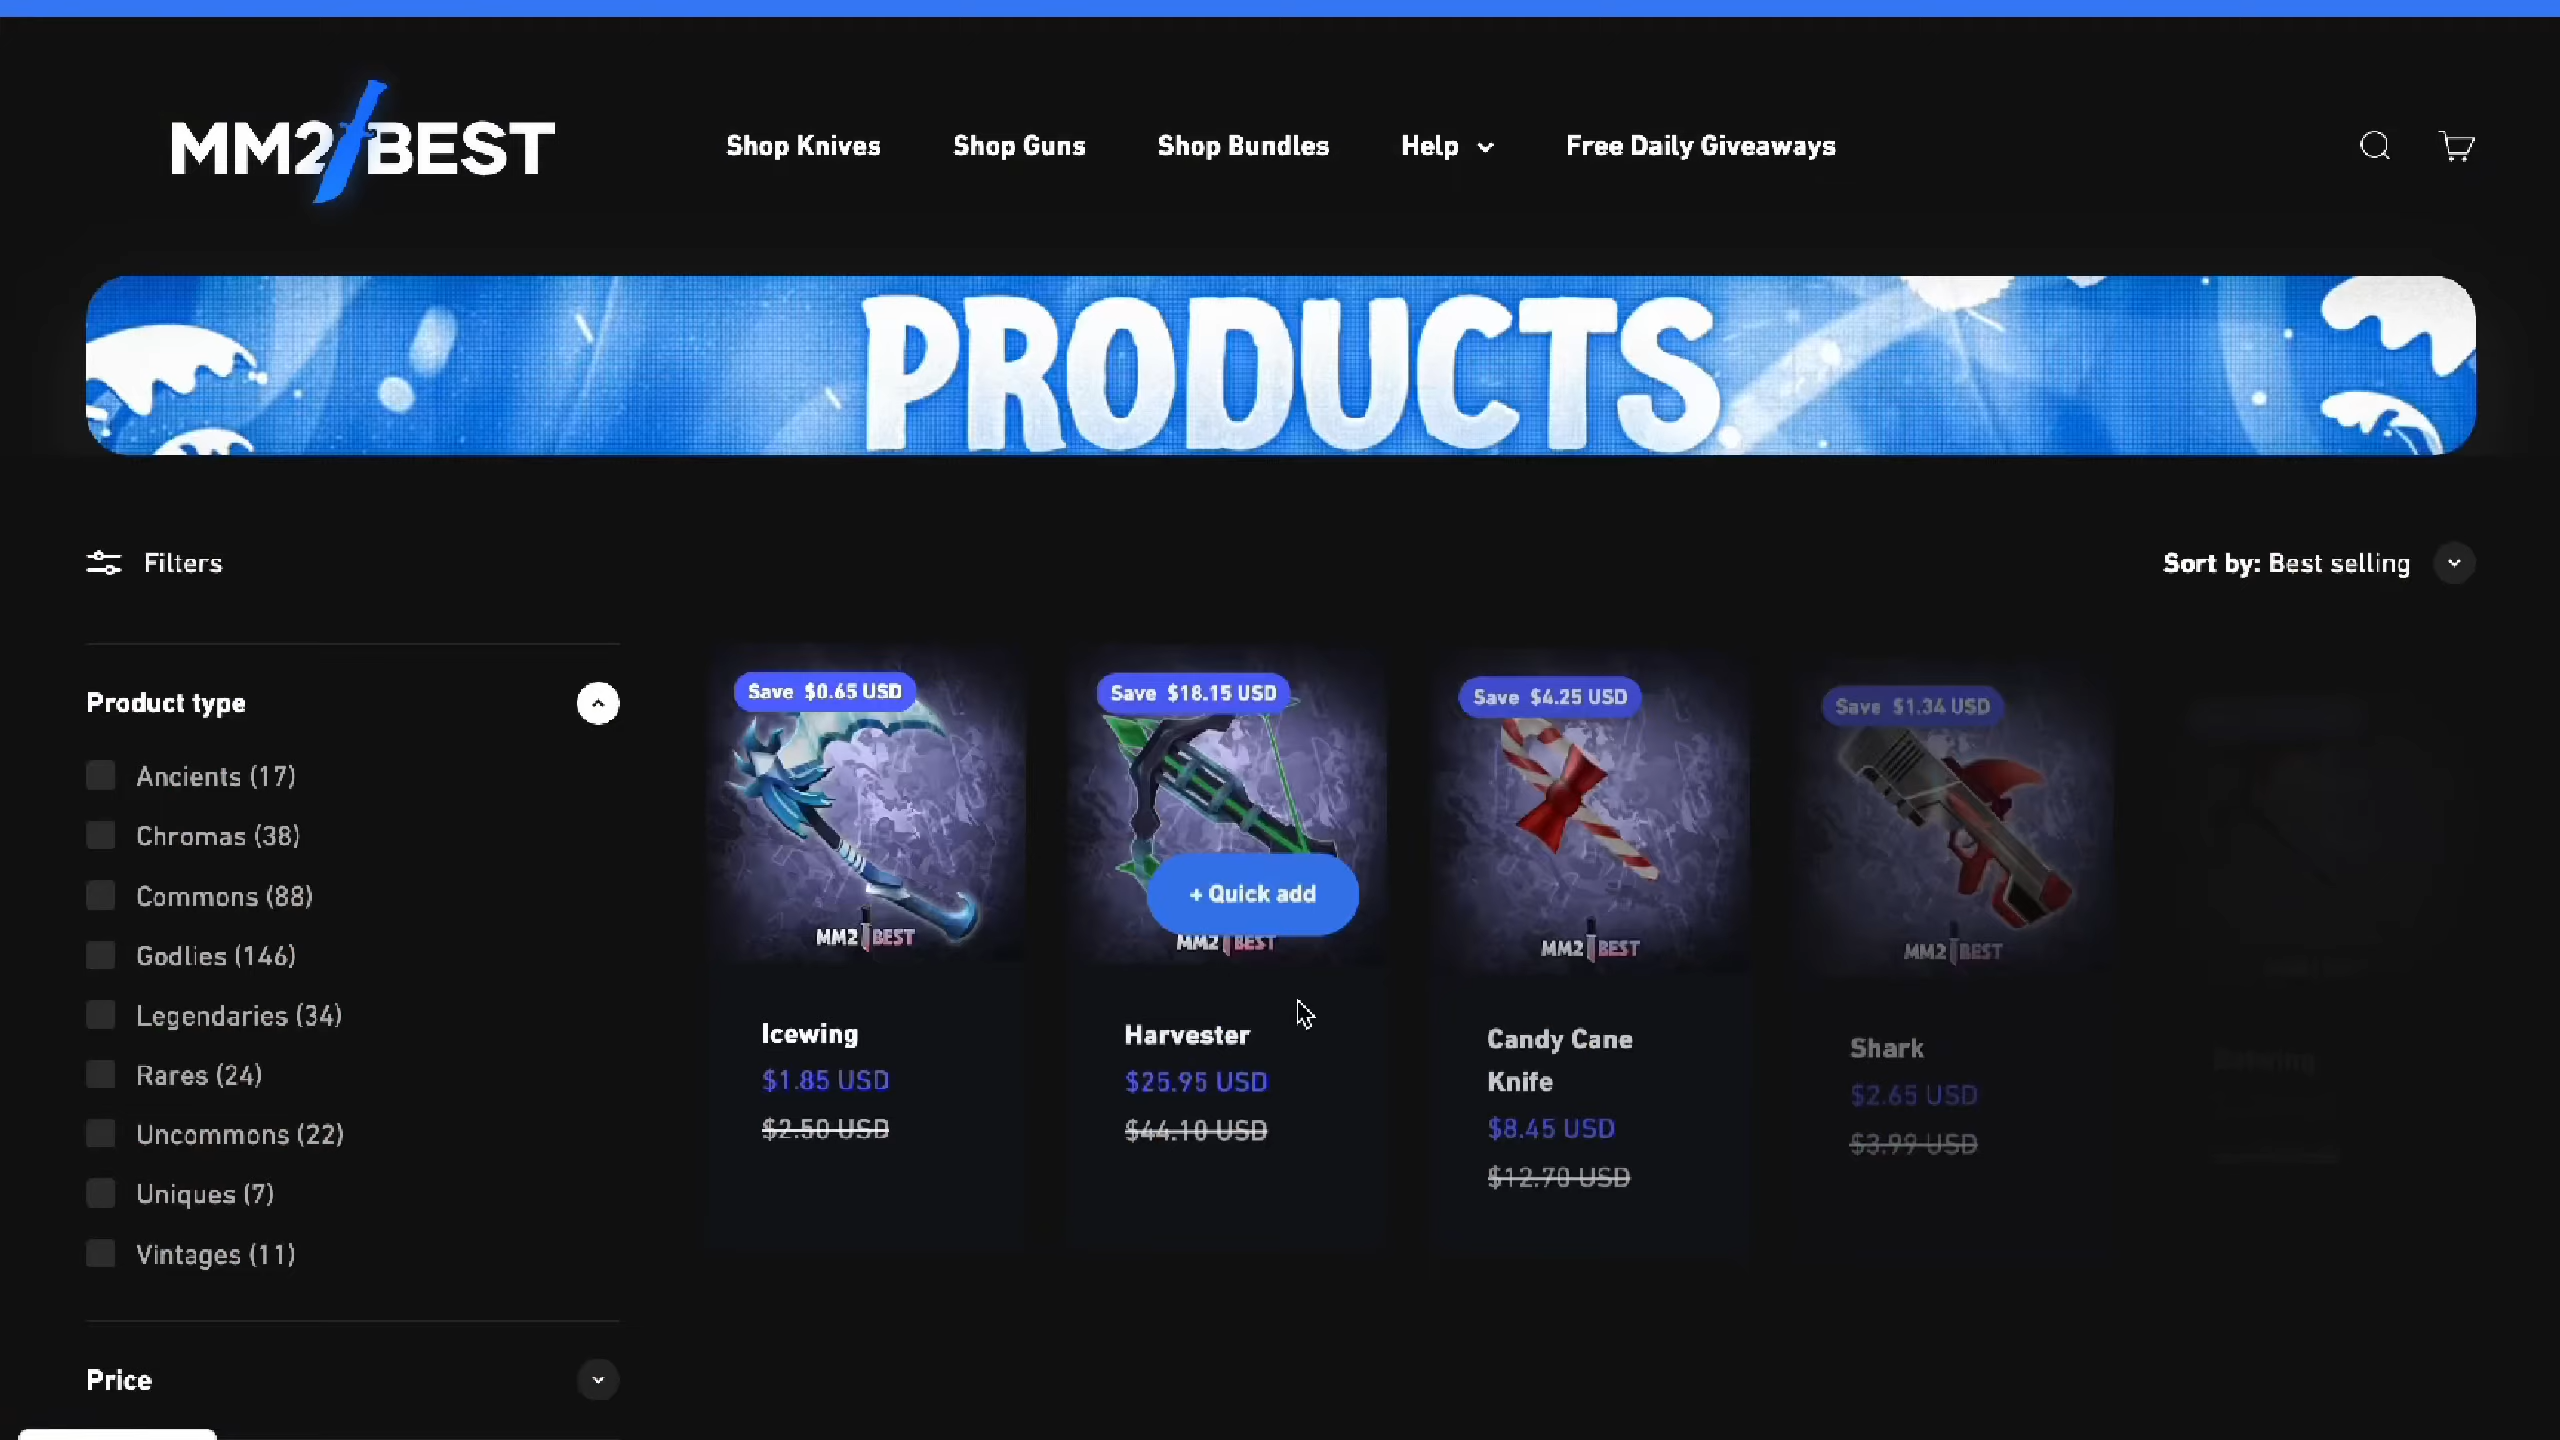 MM2 BEST
Shop Knives
Shop Guns
Shop Bundles
Help
Free Daily Giveaways
PRODUCTS
Filters
Sort by: Best selling
Product type
Ancients (17)
Chromas (38)
Commons (88)
Godlies (146)
Legendaries (34)
Rares (24)
Uncommons (22)
Uniques (7)
Vintages (11)
Price
Save $0.65 USD
MM2 BEST
Icewing
$1.85 USD
$2.50 USD
Save $18.15 USD
+ Quick add
MM2 BEST
Harvester
$25.95 USD
$44.10 USD
Save $4.25 USD
MM2 BEST
Candy Cane
Knife
$8.45 USD
$12.70 USD
Save $1.34 USD
MM2 BEST
Shark
$2.65 USD
$3.99 USD